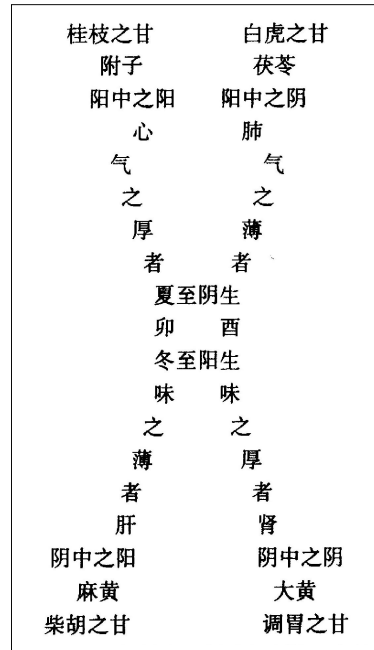 桂枝之甘 白虎之甘
附子 茯苓
阳中之阳 阳中之阴
心 肺
气 气
之 之
厚 薄
者 者
夏至阴生
卯 酉
冬至阳生
味 味
之 之
薄 厚
者 者
肝 肾
阴中之阳 阴中之阴
麻黄 大黄
柴胡之甘 调胃之甘